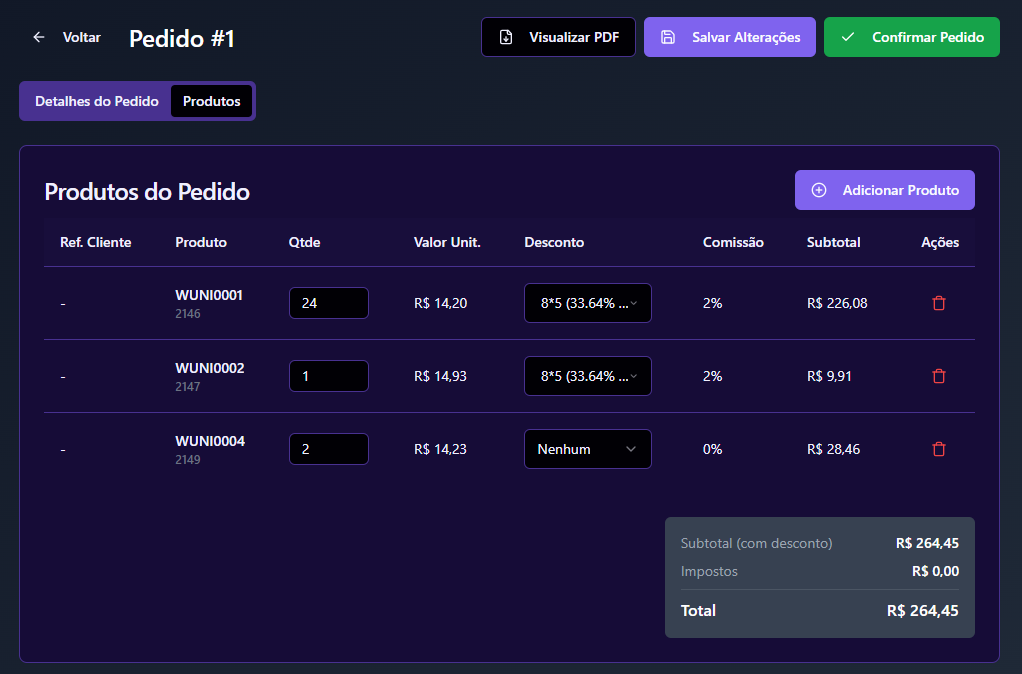 Voltar
Pedido #1
Visualizar PDF
Salvar Alterações
Confirmar Pedido
Detalhes do Pedido
Produtos
Produtos do Pedido
Adicionar Produto
Ref. Cliente Produto Qtde Valor Unit. Desconto Comissão Subtotal Ações
- WUNI0001 24 R$ 14,20 8*5 (33.64% ... 2% R$ 226,08
2146
- WUNI0002 1 R$ 14,93 8*5 (33.64% ... 2% R$ 9,91
2147
- WUNI0004 2 R$ 14,23 Nenhum 0% R$ 28,46
2149
Subtotal (com desconto) R$ 264,45
Impostos R$ 0,00
Total R$ 264,45